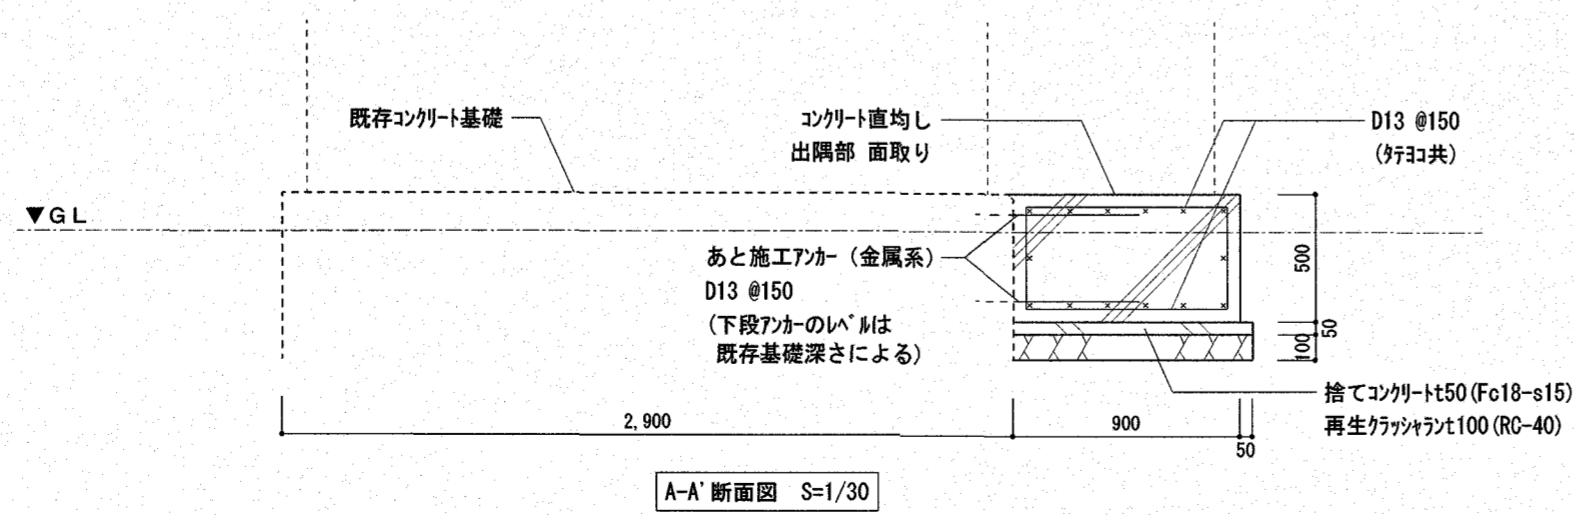 既存ｺﾝｸﾘｰﾄ基礎
ｺﾝｸﾘｰﾄ直均し
出隅部 面取り
D13 @150
(ﾀﾃﾖｺ共)
▼GL
あと施工ｱﾝｶｰ（金属系）
D13 @150
(下段ｱﾝｶｰのﾚﾍﾞﾙは
既存基礎深さによる)
500
50
100
捨てｺﾝｸﾘｰﾄt50(Fc18-s15)
再生ｸﾗｯｼｬﾗﾝt100(RC-40)
2,900
900
50
A-A'断面図 S=1/30